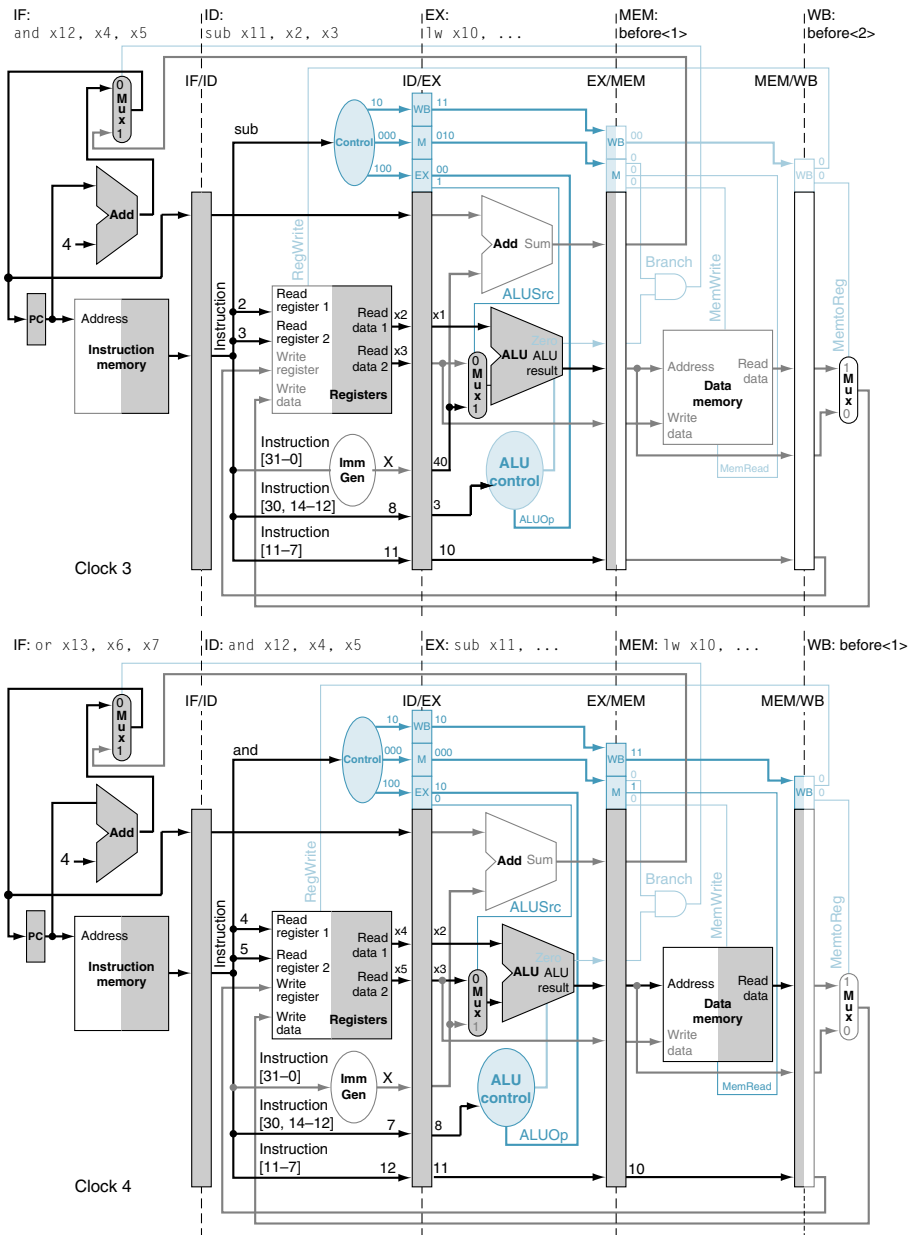 IF:
and x12, x4, x5
ID:
sub x11, x2, x3
EX:
lw x10, ...
MEM:
before<1>
WB:
before<2>
IF/ID
ID/EX
EX/MEM
MEM/WB
0
Mux
1
Add
4
PC
Address
Instruction
memory
sub
Control
10
000
100
WB
M
EX
11
010
00
1
WB
M
00
0
0
0
WB
0
0
RegWrite
Instruction
2
3
Read
register 1
Read
register 2
Write
register
Write
data
Read
data 1
Read
data 2
Registers
x2
x3
x1
Add Sum
ALUSrc
Zero
ALU ALU
result
0
Mux
1
Branch
MemWrite
Address
Read
data
Data
memory
Write
data
MemRead
MemtoReg
1
Mux
0
Instruction
[31–0]
Imm
Gen
X
40
ALU
control
ALUOp
Instruction
[30, 14–12]
8
3
Instruction
[11–7]
11
10
Clock 3
IF: or x13, x6, x7
ID: and x12, x4, x5
EX: sub x11, ...
MEM: lw x10, ...
WB: before<1>
IF/ID
ID/EX
EX/MEM
MEM/WB
0
Mux
1
Add
4
PC
Address
Instruction
memory
and
Control
10
000
100
WB
M
EX
10
000
10
0
WB
M
11
0
1
0
WB
0
0
RegWrite
Instruction
4
5
Read
register 1
Read
register 2
Write
register
Write
data
Read
data 1
Read
data 2
Registers
x4
x5
x2
x3
Add Sum
ALUSrc
Zero
ALU ALU
result
0
Mux
1
Branch
MemWrite
Address
Read
data
Data
memory
Write
data
MemRead
MemtoReg
1
Mux
0
Instruction
[31–0]
Imm
Gen
X
ALU
control
ALUOp
Instruction
[30, 14–12]
7
8
Instruction
[11–7]
12
11
10
Clock 4